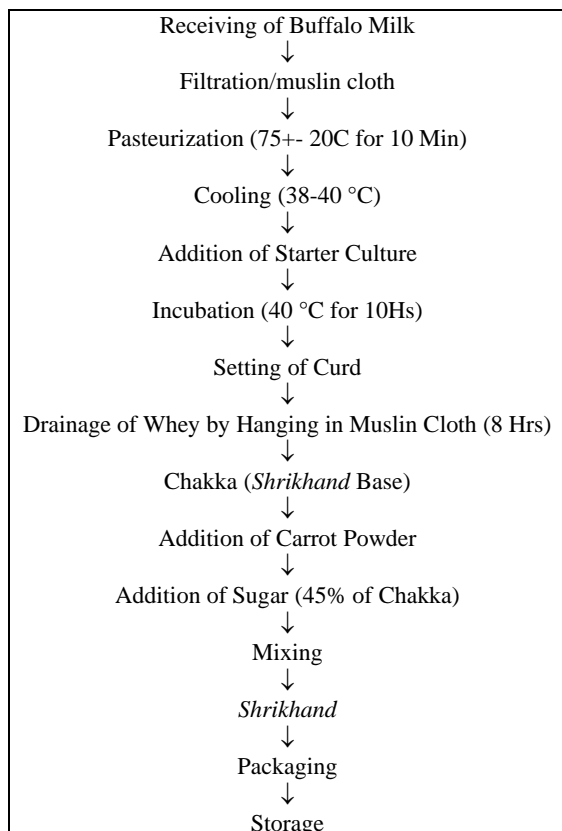 Receiving of Buffalo Milk
↓
Filtration/muslin cloth
↓
Pasteurization (75+- 20C for 10 Min)
↓
Cooling (38-40 °C)
↓
Addition of Starter Culture
↓
Incubation (40 °C for 10Hs)
↓
Setting of Curd
↓
Drainage of Whey by Hanging in Muslin Cloth (8 Hrs)
↓
Chakka (Shrikhand Base)
↓
Addition of Carrot Powder
↓
Addition of Sugar (45% of Chakka)
↓
Mixing
↓
Shrikhand
↓
Packaging
↓
Storage